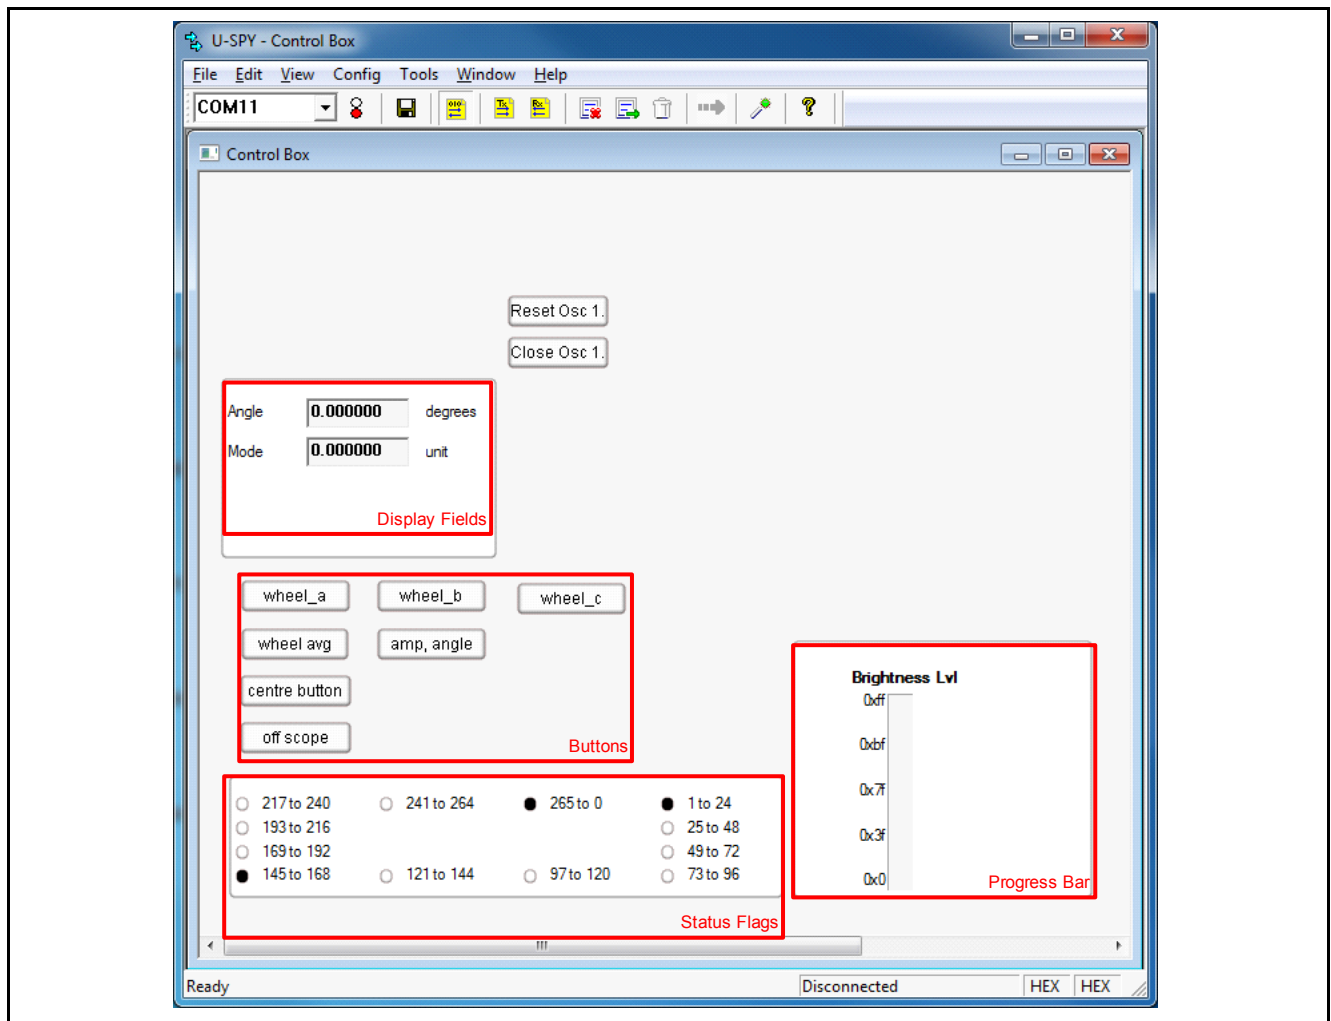 U-SPY - Control Box
File Edit View Config Tools Window Help
COM11
Control Box
Reset Osc 1.
Close Osc 1.
Angle 0.000000 degrees
Mode 0.000000 unit
Display Fields
wheel_a wheel_b wheel_c
wheel avg amp, angle
centre button
off scope
Buttons
Brightness Lvl
0xff
0xbf
0x7f
0x3f
0x0
Progress Bar
217 to 240 241 to 264 265 to 0 1 to 24
193 to 216 25 to 48
169 to 192 49 to 72
145 to 168 121 to 144 97 to 120 73 to 96
Status Flags
Ready Disconnected HEX HEX